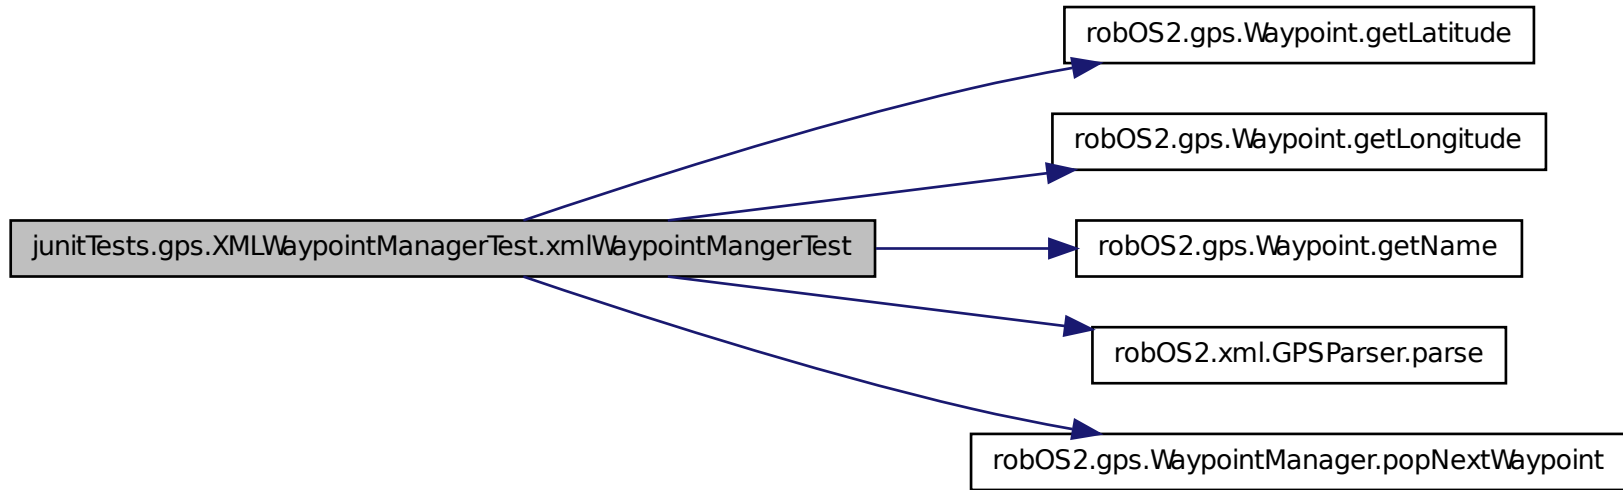 robOS2.gps.Waypoint.getLatitude
robOS2.gps.Waypoint.getLongitude
junitTests.gps.XMLWaypointManagerTest.xmlWaypointMangerTest
robOS2.gps.Waypoint.getName
robOS2.xml.GPSParser.parse
robOS2.gps.WaypointManager.popNextWaypoint